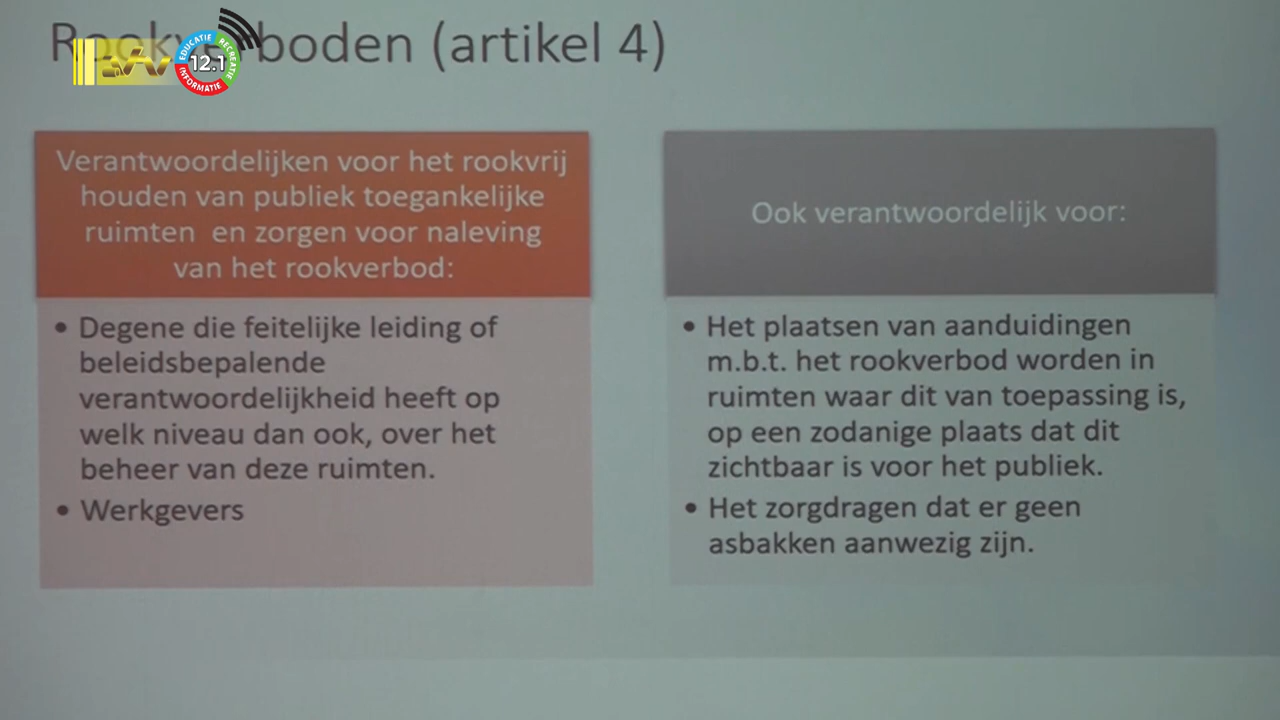 Rookverboden (artikel 4)
EDUCATIE
RECREATIE
INFORMATIE
12.1
Verantwoordelijken voor het rookvrij
houden van publiek toegankelijke
ruimten en zorgen voor naleving
van het rookverbod:
• Degene die feitelijke leiding of
beleidsbepalende
verantwoordelijkheid heeft op
welk niveau dan ook, over het
beheer van deze ruimten.
• Werkgevers
Ook verantwoordelijk voor:
• Het plaatsen van aanduidingen
m.b.t. het rookverbod worden in
ruimten waar dit van toepassing is,
op een zodanige plaats dat dit
zichtbaar is voor het publiek.
• Het zorgdragen dat er geen
asbakken aanwezig zijn.